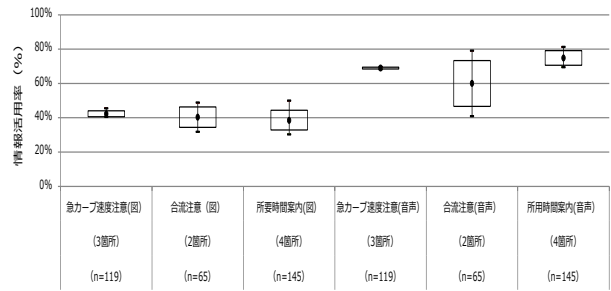 100%
80%
60%
40%
20%
0%
情報活用率（%）
急カーブ速度注意(図) 合流注意（図) 所要時間案内(図) 急カーブ速度注意(音声) 合流注意(音声) 所用時間案内(音声)
(3箇所) (2箇所) (4箇所) (3箇所) (2箇所) (4箇所)
(n=119) (n=65) (n=145) (n=119) (n=65) (n=145)